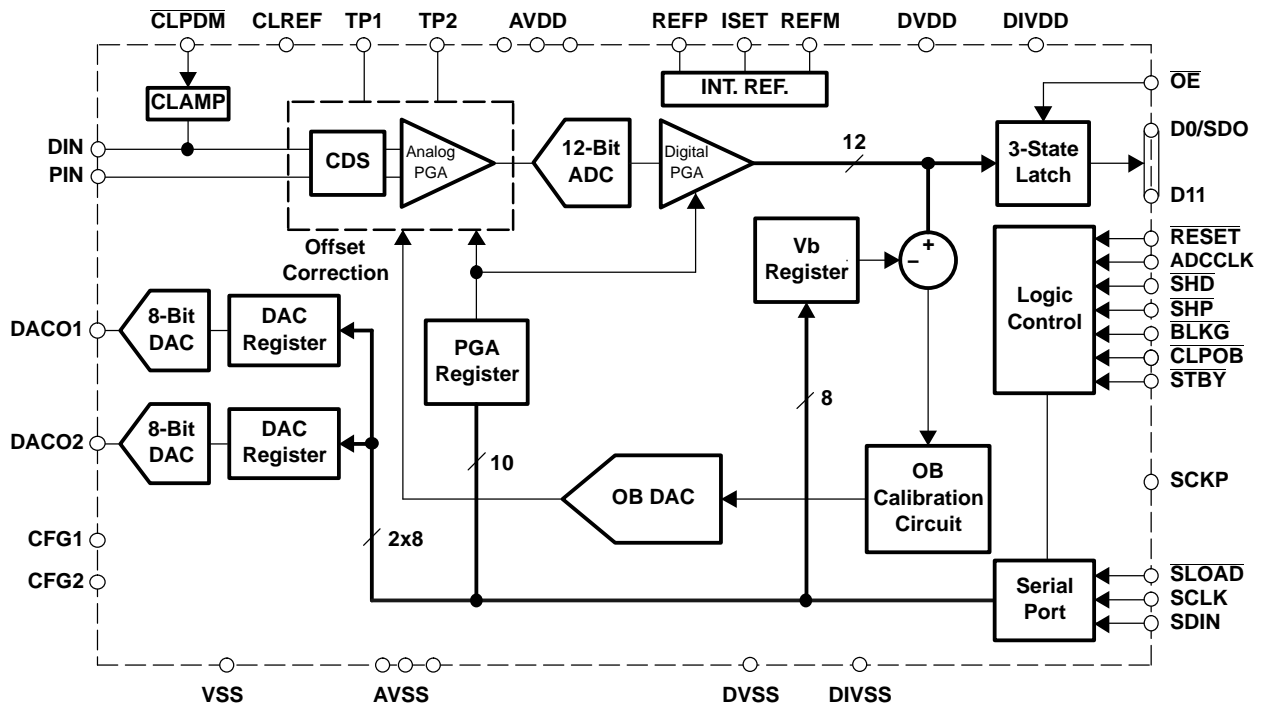 CLPDM CLREF TP1 TP2 AVDD REFP ISET REFM DVDD DIVDD
INT. REF.
OE
CLAMP
D0/SDO
DIN
PIN
CDS
Analog
PGA
12-Bit
ADC
Digital
PGA
12
3-State
Latch
D11
Offset
Correction
Vb
Register
+
−
RESET
ADCCLK
SHD
SHP
BLKG
CLPOB
STBY
Logic
Control
DACO1
8-Bit
DAC
DAC
Register
PGA
Register
8
DACO2
8-Bit
DAC
DAC
Register
10
OB DAC
OB
Calibration
Circuit
SCKP
2x8
CFG1
CFG2
Serial
Port
SLOAD
SCLK
SDIN
VSS AVSS DVSS DIVSS